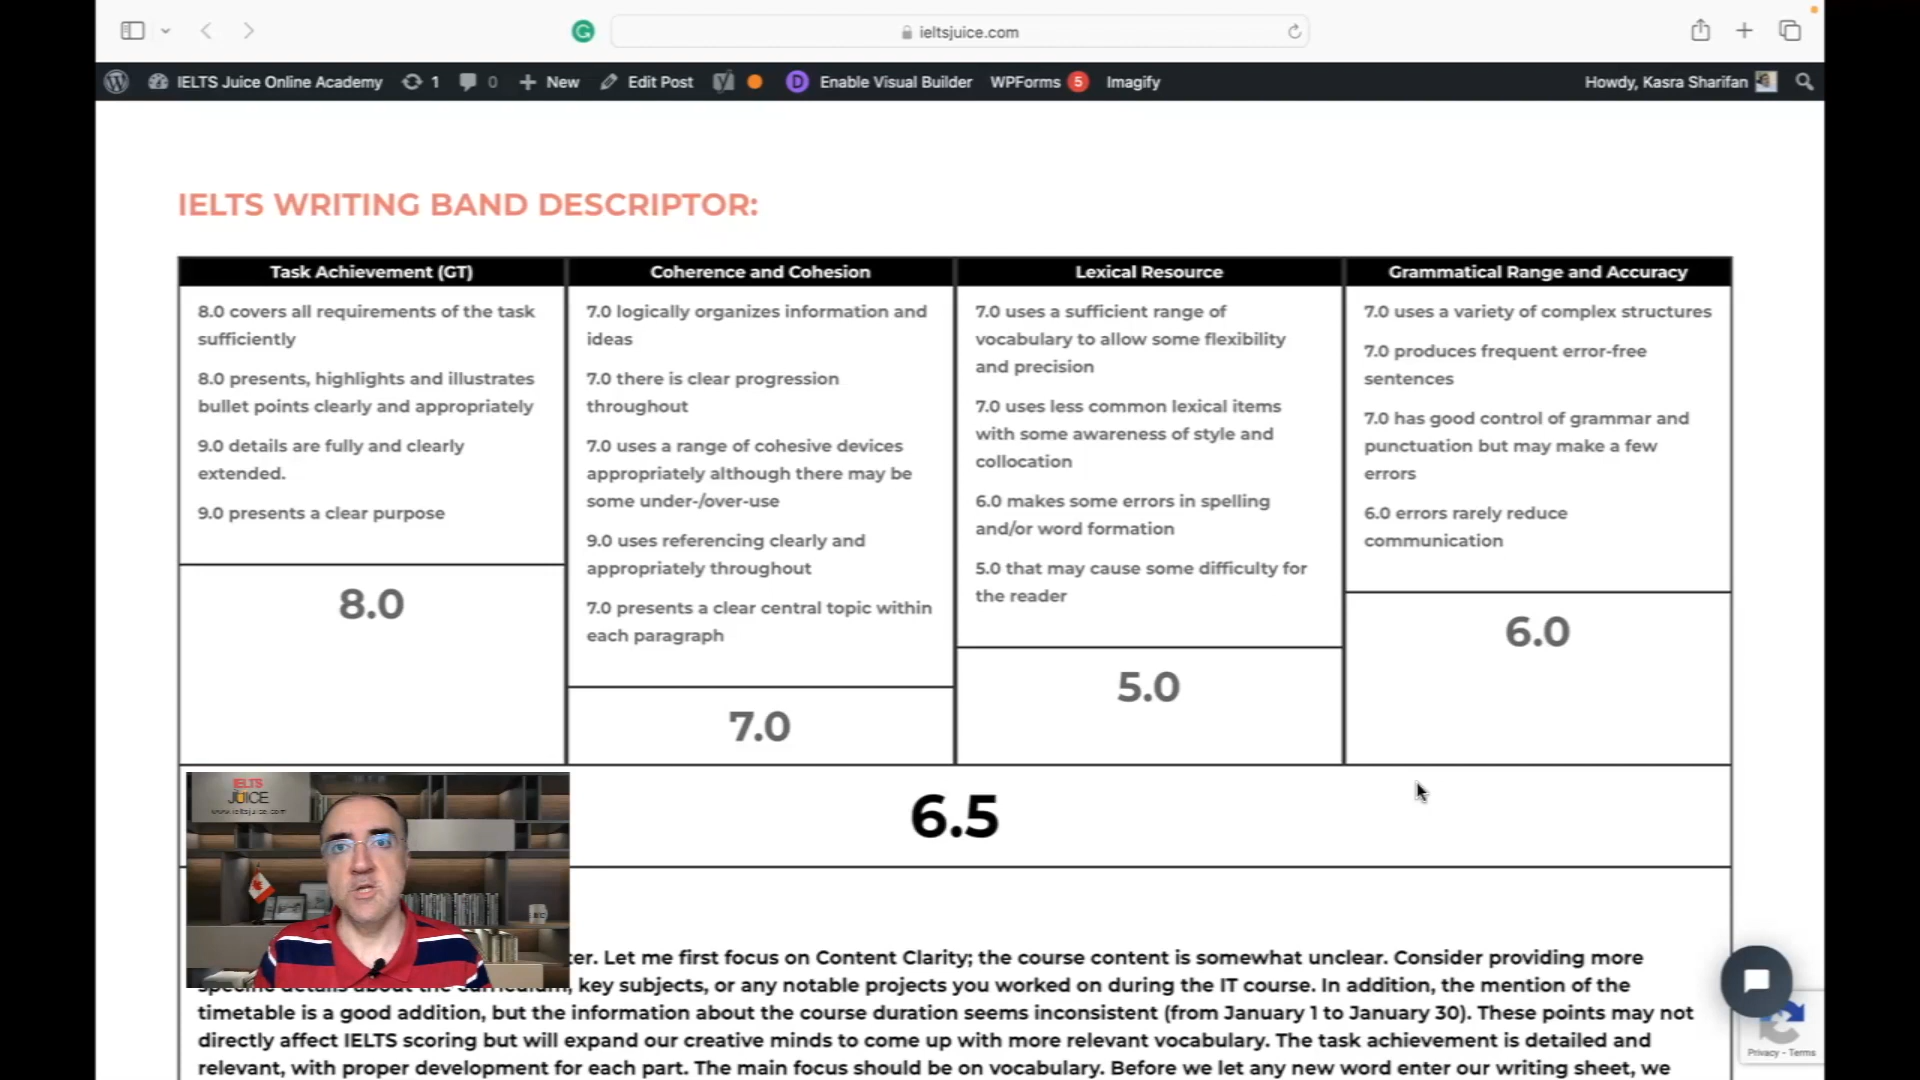 ieltsjuice.com
IELTS Juice Online Academy 1 0 New Edit Post Enable Visual Builder WPForms 5 Imagify Howdy, Kasra Sharifan
IELTS WRITING BAND DESCRIPTOR:
Task Achievement (GT)
8.0 covers all requirements of the task
sufficiently
8.0 presents, highlights and illustrates
bullet points clearly and appropriately
9.0 details are fully and clearly
extended.
9.0 presents a clear purpose
8.0
Coherence and Cohesion
7.0 logically organizes information and
ideas
7.0 there is clear progression
throughout
7.0 uses a range of cohesive devices
appropriately although there may be
some under-/over-use
9.0 uses referencing clearly and
appropriately throughout
7.0 presents a clear central topic within
each paragraph
7.0
Lexical Resource
7.0 uses a sufficient range of
vocabulary to allow some flexibility
and precision
7.0 uses less common lexical items
with some awareness of style and
collocation
6.0 makes some errors in spelling
and/or word formation
5.0 that may cause some difficulty for
the reader
5.0
Grammatical Range and Accuracy
7.0 uses a variety of complex structures
7.0 produces frequent error-free
sentences
7.0 has good control of grammar and
punctuation but may make a few
errors
6.0 errors rarely reduce
communication
6.0
6.5
IELTS
JUICE
www.ieltsjuice.com
ter. Let me first focus on Content Clarity; the course content is somewhat unclear. Consider providing more
specific details about the curriculum, key subjects, or any notable projects you worked on during the IT course. In addition, the mention of the
timetable is a good addition, but the information about the course duration seems inconsistent (from January 1 to January 30). These points may not
directly affect IELTS scoring but will expand our creative minds to come up with more relevant vocabulary. The task achievement is detailed and
relevant, with proper development for each part. The main focus should be on vocabulary. Before we let any new word enter our writing sheet, we
Privacy - Terms